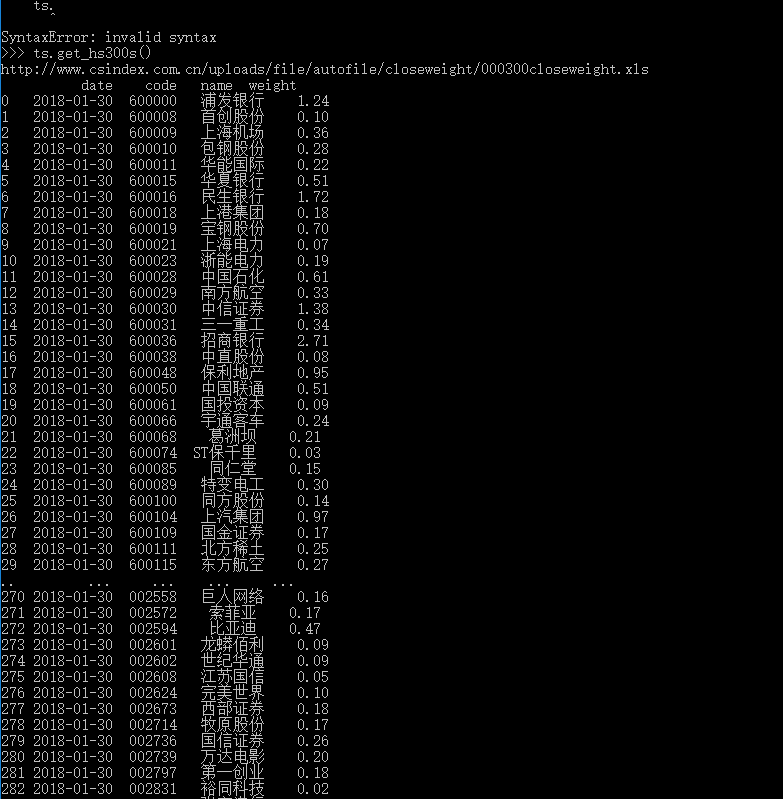 ts.
^
SyntaxError: invalid syntax
>>> ts.get_hs300s()
http://www.csindex.com.cn/uploads/file/autofile/closeweight/000300closeweight.xls
date code name weight
0 2018-01-30 600000 浦发银行 1.24
1 2018-01-30 600008 首创股份 0.10
2 2018-01-30 600009 上海机场 0.36
3 2018-01-30 600010 包钢股份 0.28
4 2018-01-30 600011 华能国际 0.22
5 2018-01-30 600015 华夏银行 0.51
6 2018-01-30 600016 民生银行 1.72
7 2018-01-30 600018 上港集团 0.18
8 2018-01-30 600019 宝钢股份 0.70
9 2018-01-30 600021 上海电力 0.07
10 2018-01-30 600023 浙能电力 0.19
11 2018-01-30 600028 中国石化 0.61
12 2018-01-30 600029 南方航空 0.33
13 2018-01-30 600030 中信证券 1.38
14 2018-01-30 600031 三一重工 0.34
15 2018-01-30 600036 招商银行 2.71
16 2018-01-30 600038 中直股份 0.08
17 2018-01-30 600048 保利地产 0.95
18 2018-01-30 600050 中国联通 0.51
19 2018-01-30 600061 国投资本 0.09
20 2018-01-30 600066 宇通客车 0.24
21 2018-01-30 600068 葛洲坝 0.21
22 2018-01-30 600074 ST保千里 0.03
23 2018-01-30 600085 同仁堂 0.15
24 2018-01-30 600089 特变电工 0.30
25 2018-01-30 600100 同方股份 0.14
26 2018-01-30 600104 上汽集团 0.97
27 2018-01-30 600109 国金证券 0.17
28 2018-01-30 600111 北方稀土 0.25
29 2018-01-30 600115 东方航空 0.27
.. ... ... ... ...
270 2018-01-30 002558 巨人网络 0.16
271 2018-01-30 002572 索菲亚 0.17
272 2018-01-30 002594 比亚迪 0.47
273 2018-01-30 002601 龙蟒佰利 0.09
274 2018-01-30 002602 世纪华通 0.09
275 2018-01-30 002608 江苏国信 0.05
276 2018-01-30 002624 完美世界 0.10
277 2018-01-30 002673 西部证券 0.18
278 2018-01-30 002714 牧原股份 0.17
279 2018-01-30 002736 国信证券 0.26
280 2018-01-30 002739 万达电影 0.20
281 2018-01-30 002797 第一创业 0.18
282 2018-01-30 002831 裕同科技 0.02